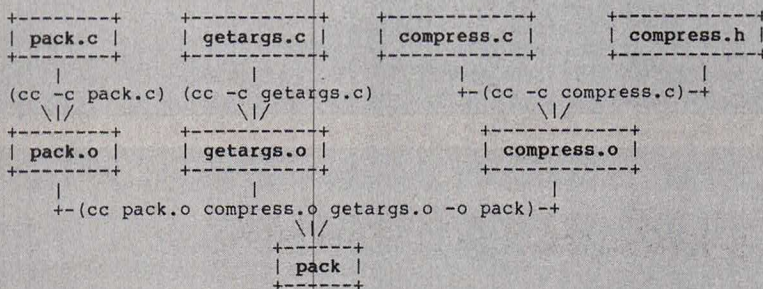 pack.c getargs.c compress.c compress.h
(cc -c pack.c) (cc -c getargs.c) (cc -c compress.c)
pack.o getargs.o compress.o
(cc pack.o compress.o getargs.o -o pack)
pack